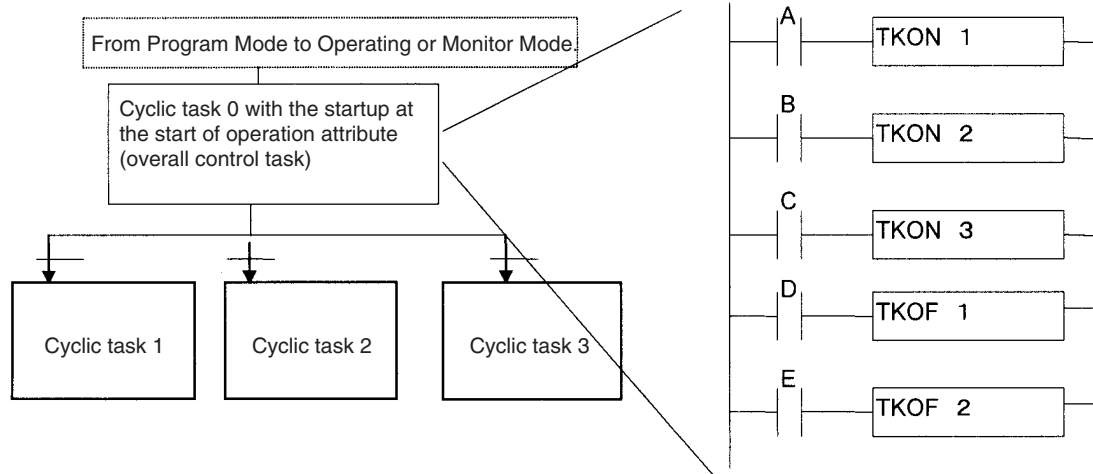 From Program Mode to Operating or Monitor Mode.
Cyclic task 0 with the startup at
the start of operation attribute
(overall control task)
Cyclic task 1
Cyclic task 2
Cyclic task 3
A
TKON 1
B
TKON 2
C
TKON 3
D
TKOF 1
E
TKOF 2